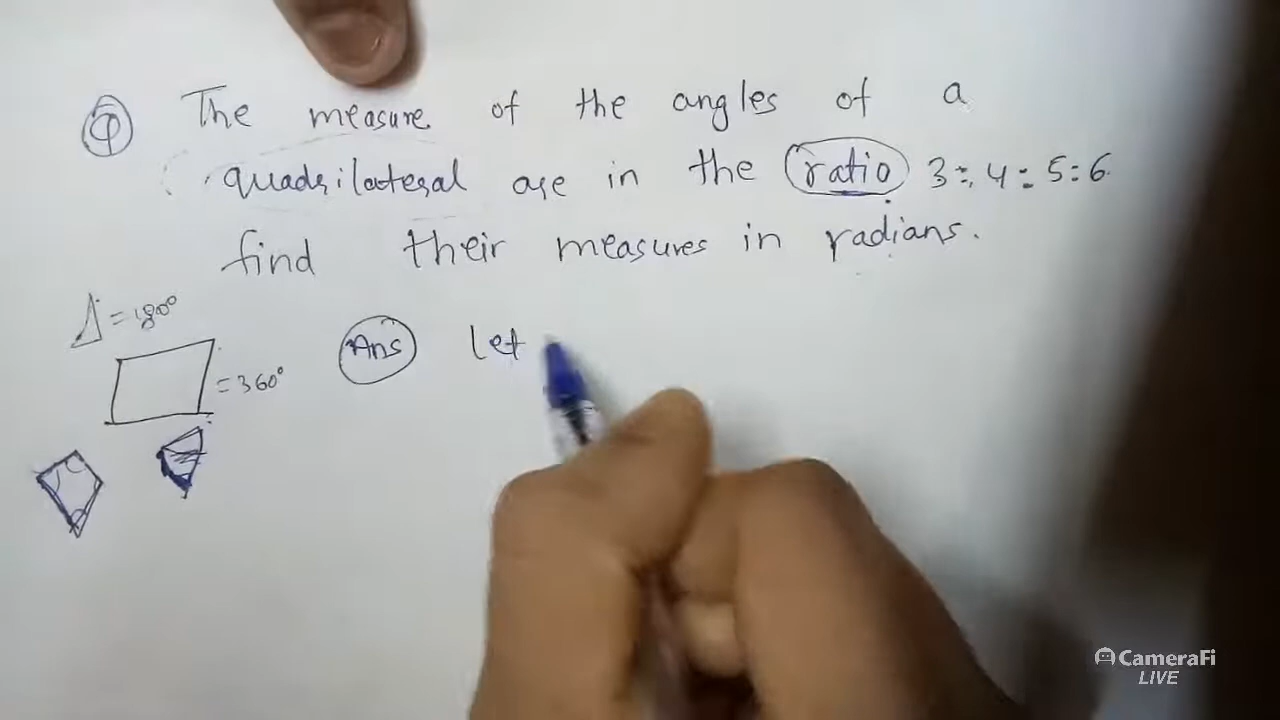 Q The measure of the angles of a
quadrilateral are in the ratio 3:4:5:6
find their measures in radians.
= 180°
Ans let
= 360°
CameraFi
LIVE